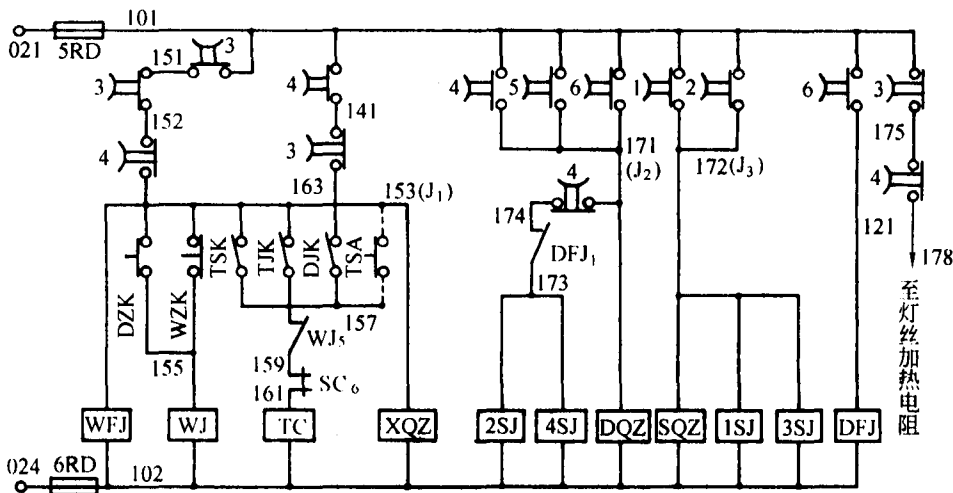 101
021
5RD
151
3
3
152
4
4
141
3
163
153(J₁)
4
5
6
1
2
171
(J₂)
172(J₃)
6
3
175
4
121
178
4
174
DFJ₁
173
DZK
WZK
TSK
TJK
DJK
TSA
157
WJ₅
155
159
161
SC₆
至灯丝加热电阻
WFJ
WJ
TC
XQZ
2SJ
4SJ
DQZ
SQZ
1SJ
3SJ
DFJ
024
6RD
102